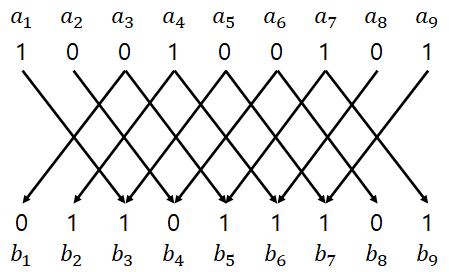 a₁ a₂ a₃ a₄ a₅ a₆ a₇ a₈ a₉
1 0 0 1 0 0 1 0 1
0 1 1 0 1 1 1 0 1
b₁ b₂ b₃ b₄ b₅ b₆ b₇ b₈ b₉